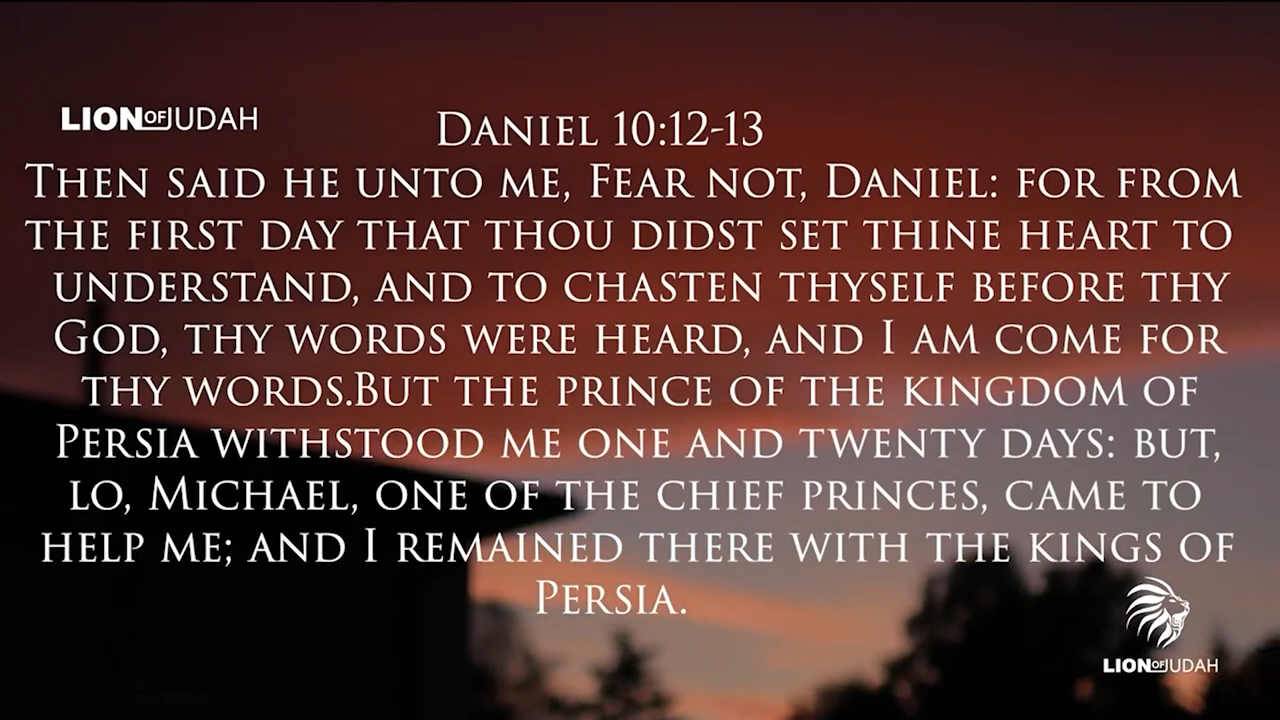 LION OF JUDAH
DANIEL 10:12-13
THEN SAID HE UNTO ME, FEAR NOT, DANIEL: FOR FROM
THE FIRST DAY THAT THOU DIDST SET THINE HEART TO
UNDERSTAND, AND TO CHASTEN THYSELF BEFORE THY
GOD, THY WORDS WERE HEARD, AND I AM COME FOR
THY WORDS.BUT THE PRINCE OF THE KINGDOM OF
PERSIA WITHSTOOD ME ONE AND TWENTY DAYS: BUT,
LO, MICHAEL, ONE OF THE CHIEF PRINCES, CAME TO
HELP ME; AND I REMAINED THERE WITH THE KINGS OF
PERSIA.
LION OF JUDAH